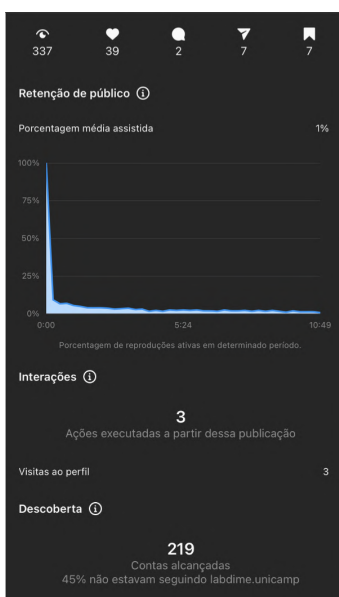 337 39 2 7 7
Retenção de público
Porcentagem média assistida 1%
100%
75%
50%
25%
0%
0:00 5:24 10:49
Porcentagem de reproduções ativas em determinado período.
Interações
3
Ações executadas a partir dessa publicação
Visitas ao perfil 3
Descoberta
219
Contas alcançadas
45% não estavam seguindo labdime.unicamp